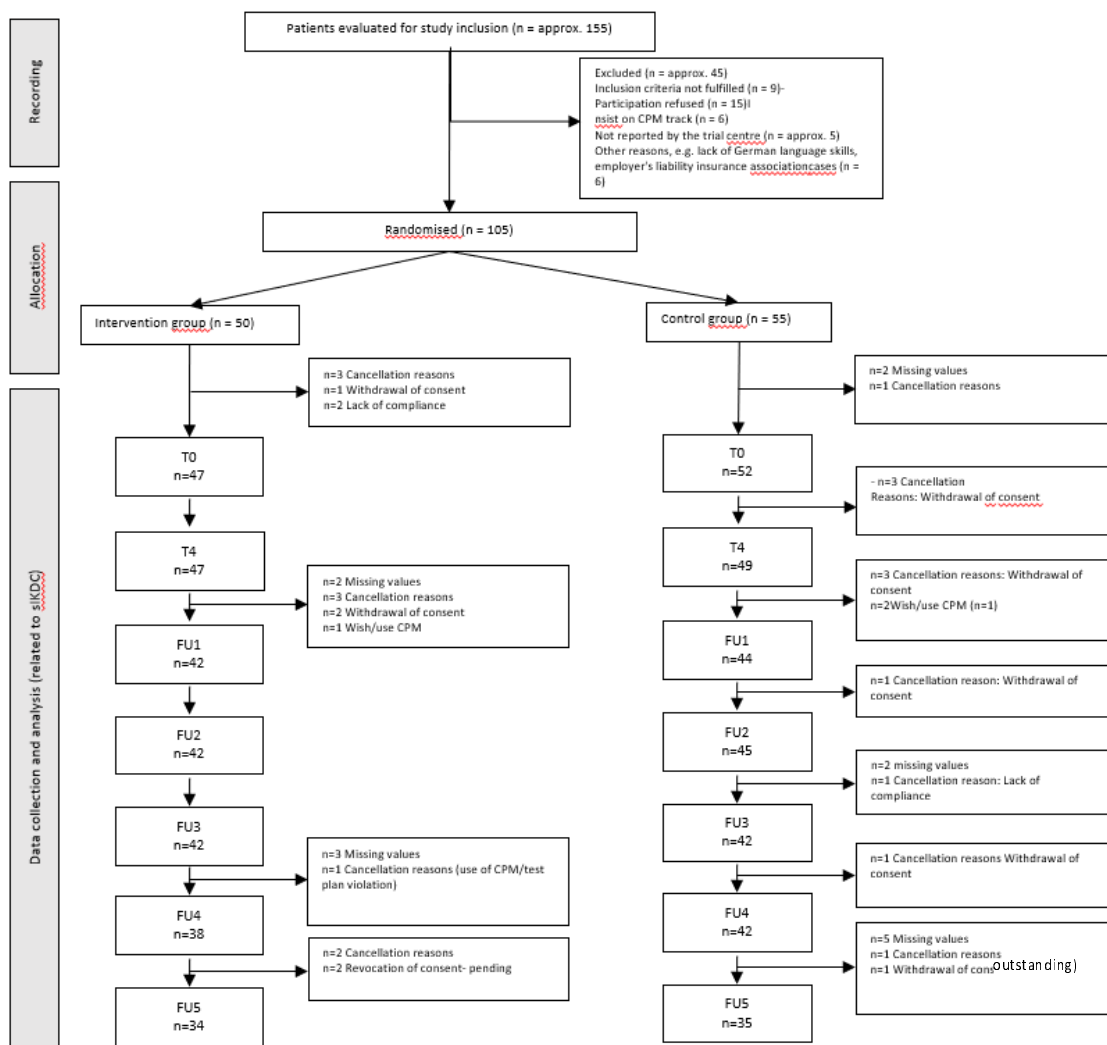 Recording
Patients evaluated for study inclusion (n = approx. 155)
Excluded (n = approx. 45)
Inclusion criteria not fulfilled (n = 9)-
Participation refused (n = 15)I
nsist on CPM track (n = 6)
Not reported by the trial centre (n = approx. 5)
Other reasons, e.g. lack of German language skills,
employer's liability insurance associationcases (n =
6)
Allocation
Randomised (n = 105)
Intervention group (n = 50)
Control group (n = 55)
Data collection and analysis (related to sIKDC)
n=3 Cancellation reasons
n=1 Withdrawal of consent
n=2 Lack of compliance
T0
n=47
T4
n=47
n=2 Missing values
n=3 Cancellation reasons
n=2 Withdrawal of consent
n=1 Wish/use CPM
FU1
n=42
FU2
n=42
FU3
n=42
n=3 Missing values
n=1 Cancellation reasons (use of CPM/test
plan violation)
FU4
n=38
n=2 Cancellation reasons
n=2 Revocation of consent- pending
FU5
n=34
n=2 Missing values
n=1 Cancellation reasons
T0
n=52
- n=3 Cancellation
Reasons: Withdrawal of consent
T4
n=49
n=3 Cancellation reasons: Withdrawal of
consent
n=2Wish/use CPM (n=1)
FU1
n=44
n=1 Cancellation reason: Withdrawal of
consent
FU2
n=45
n=2 missing values
n=1 Cancellation reason: Lack of
compliance
FU3
n=42
n=1 Cancellation reasons Withdrawal of
consent
FU4
n=42
n=5 Missing values
n=1 Cancellation reasons
n=1 Withdrawal of cons outstanding)
FU5
n=35